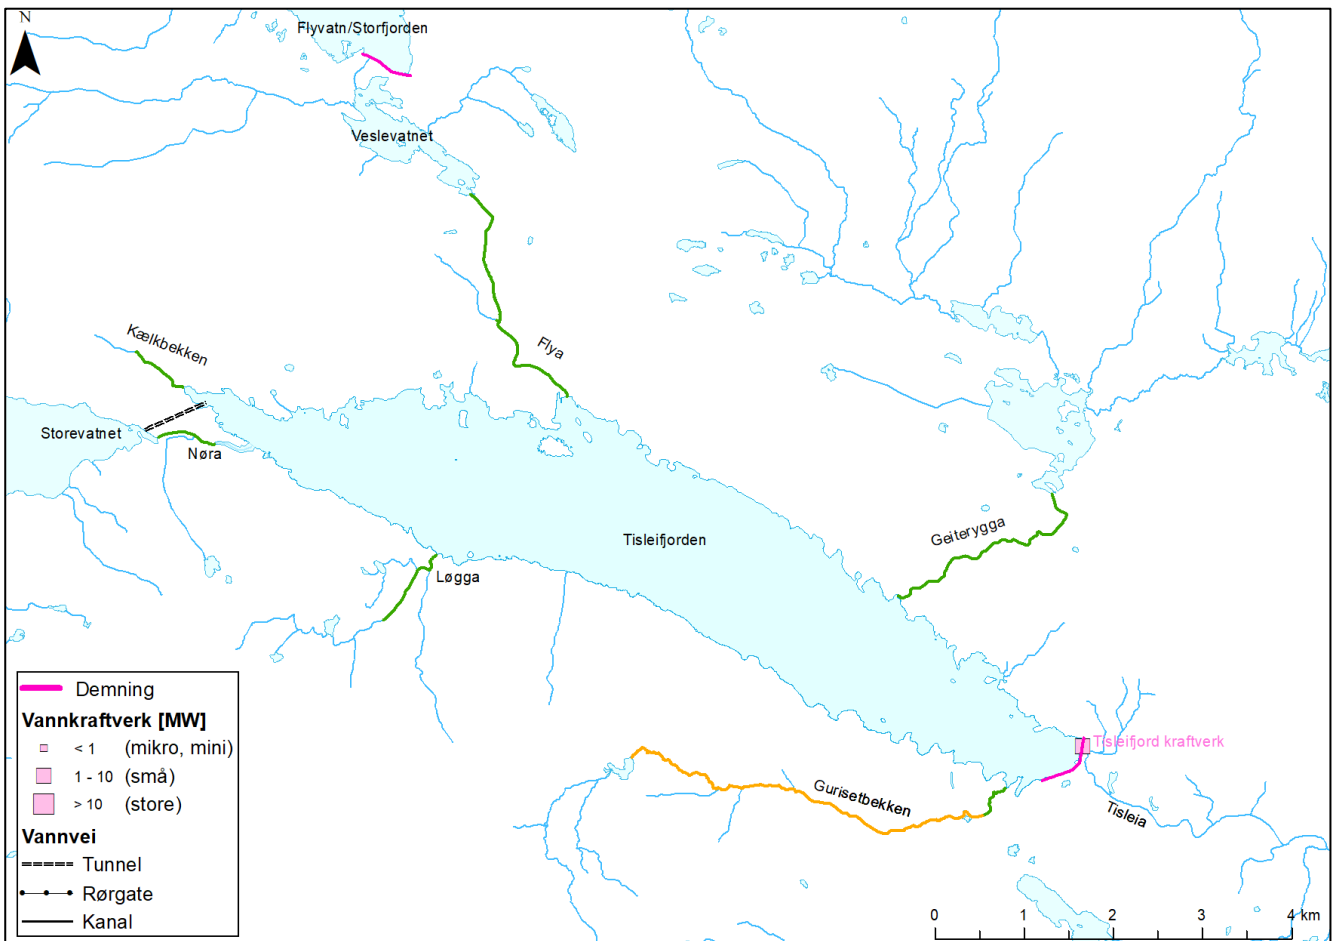 N
Flyvatn/Storfjorden
Veslevatnet
Kælkbekken
Flya
Storevatnet
Nøra
Geiterygga
Tisleifjorden
Løgga
Tisleifjord kraftverk
Gurisetbekken
Tisleia
Demning
Vannkraftverk [MW]
< 1 (mikro, mini)
1 - 10 (små)
> 10 (store)
Vannvei
Tunnel
Rørgate
Kanal
0 1 2 3 4 km